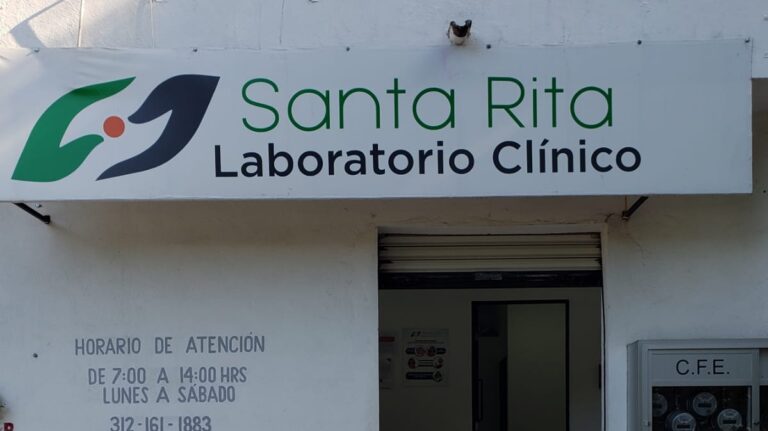 Santa Rita
Laboratorio Clínico
HORARIO DE ATENCIÓN
DE 7:00 A 14:00 HRS
LUNES A SÁBADO
312-161-1883
C.F.E.